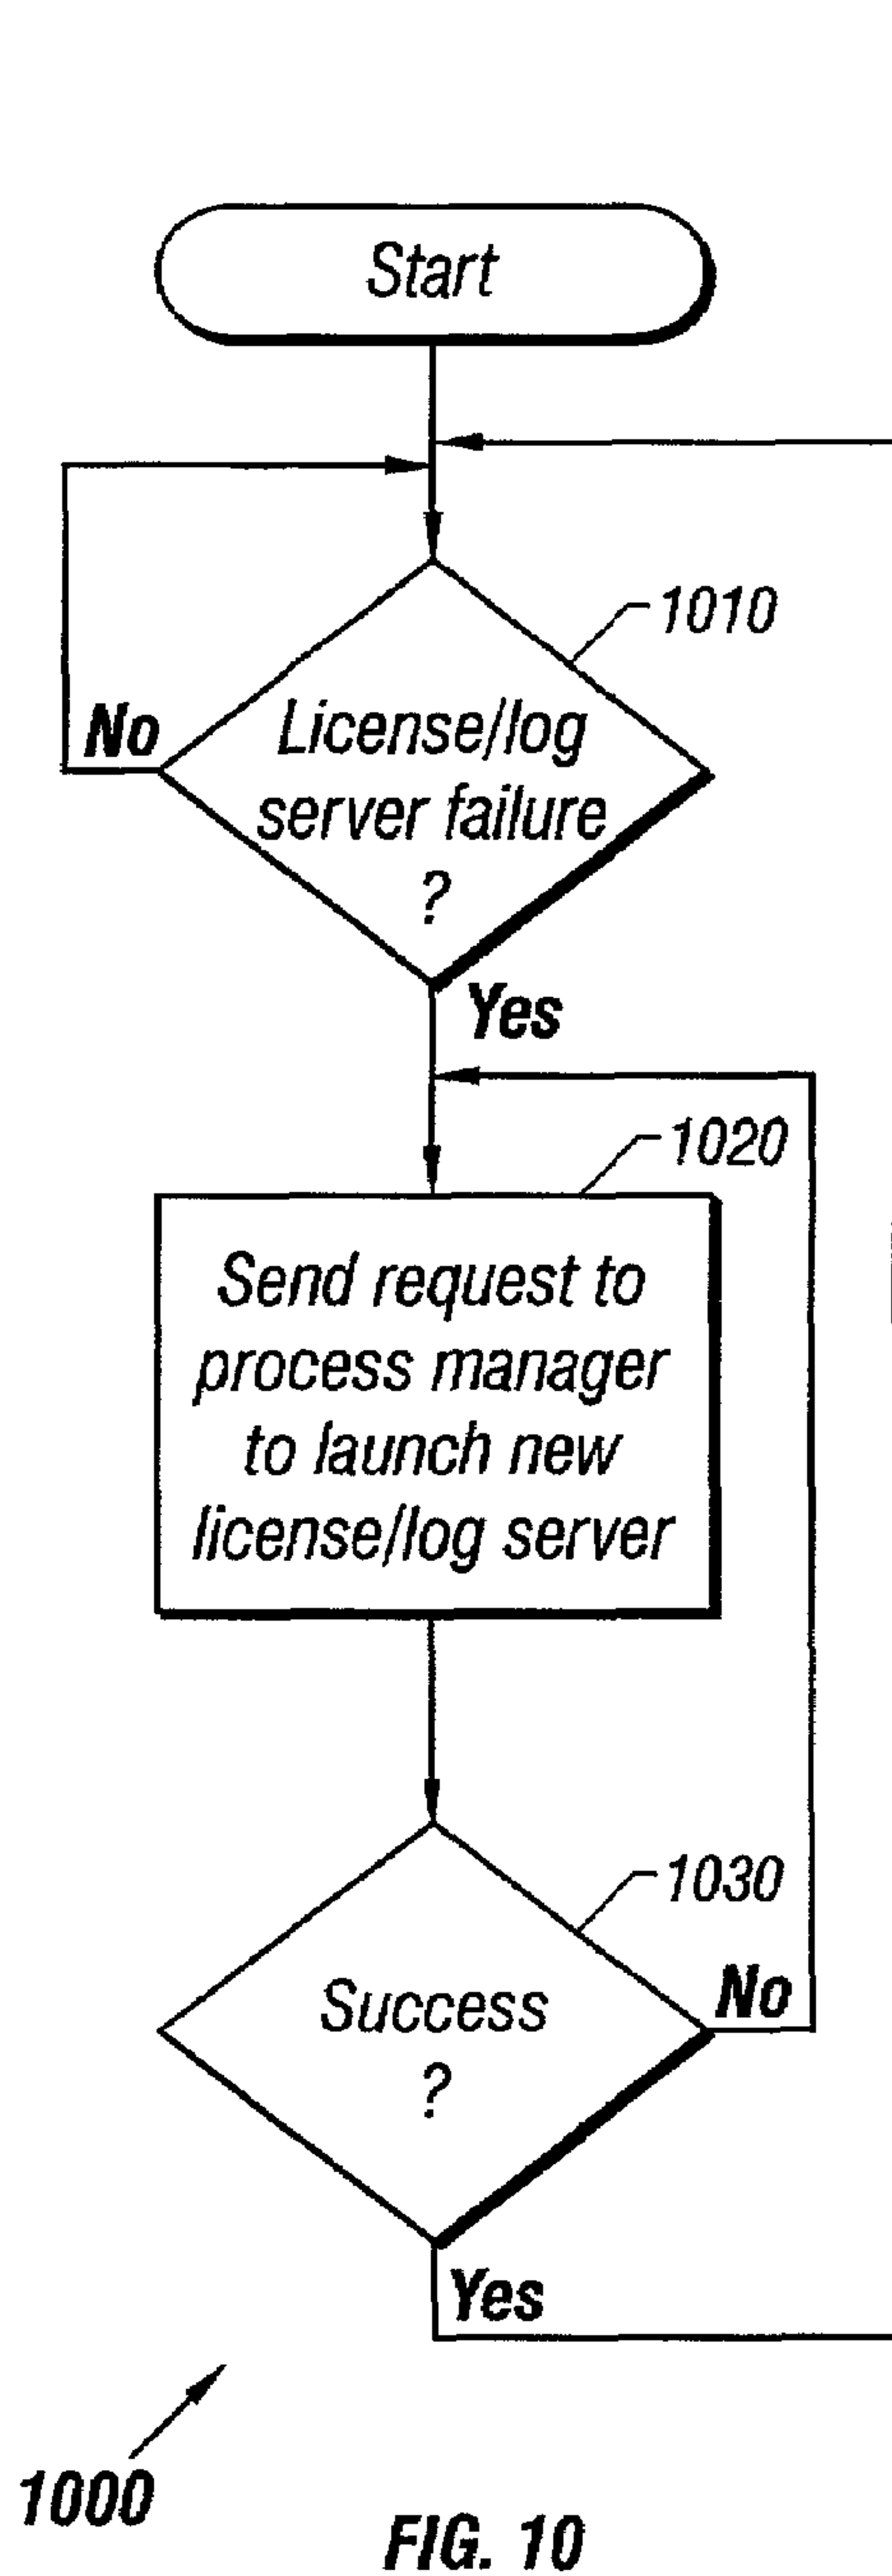 Start
1010
No
License/log
server failure
?
Yes
1020
Send request to
process manager
to launch new
license/log server
1030
Success
?
No
Yes
1000
FIG. 10